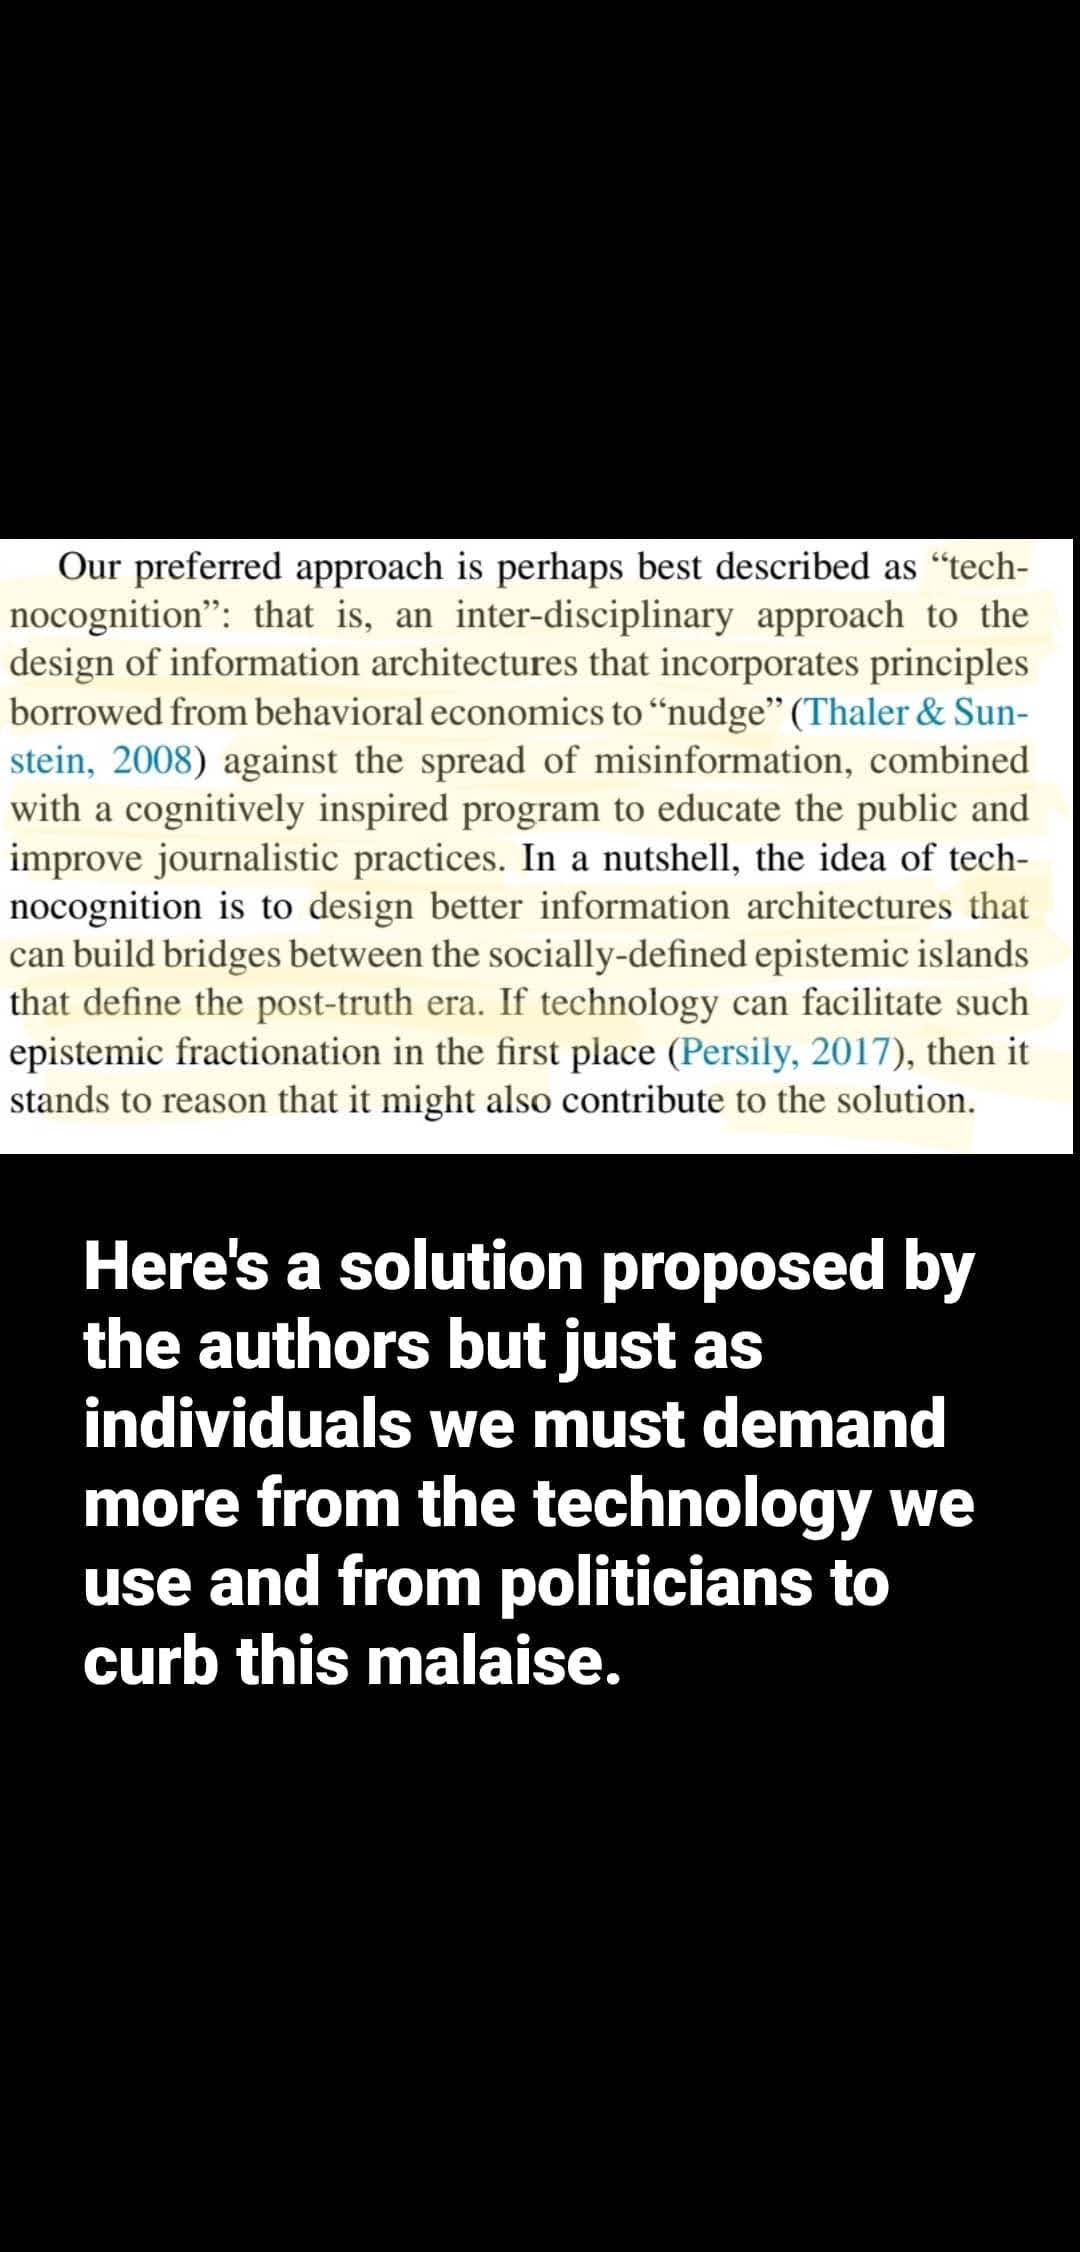 Our preferred approach is perhaps best described as “tech-
nocognition”: that is, an inter-disciplinary approach to the
design of information architectures that incorporates principles
borrowed from behavioral economics to “nudge” (Thaler & Sun-
stein, 2008) against the spread of misinformation, combined
with a cognitively inspired program to educate the public and
improve journalistic practices. In a nutshell, the idea of tech-
nocognition is to design better information architectures that
can build bridges between the socially-defined epistemic islands
that define the post-truth era. If technology can facilitate such
epistemic fractionation in the first place (Persily, 2017), then it
stands to reason that it might also contribute to the solution.
Here's a solution proposed by
the authors but just as
individuals we must demand
more from the technology we
use and from politicians to
curb this malaise.